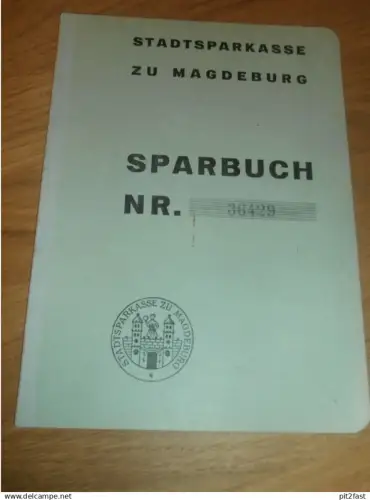 STADTSPARKASSE
ZU MAGDEBURG
SPARBUCH
NR. 36429
STADTSPARKASSE ZU MAGDEBURG
www.delcampe.net
pit2fast